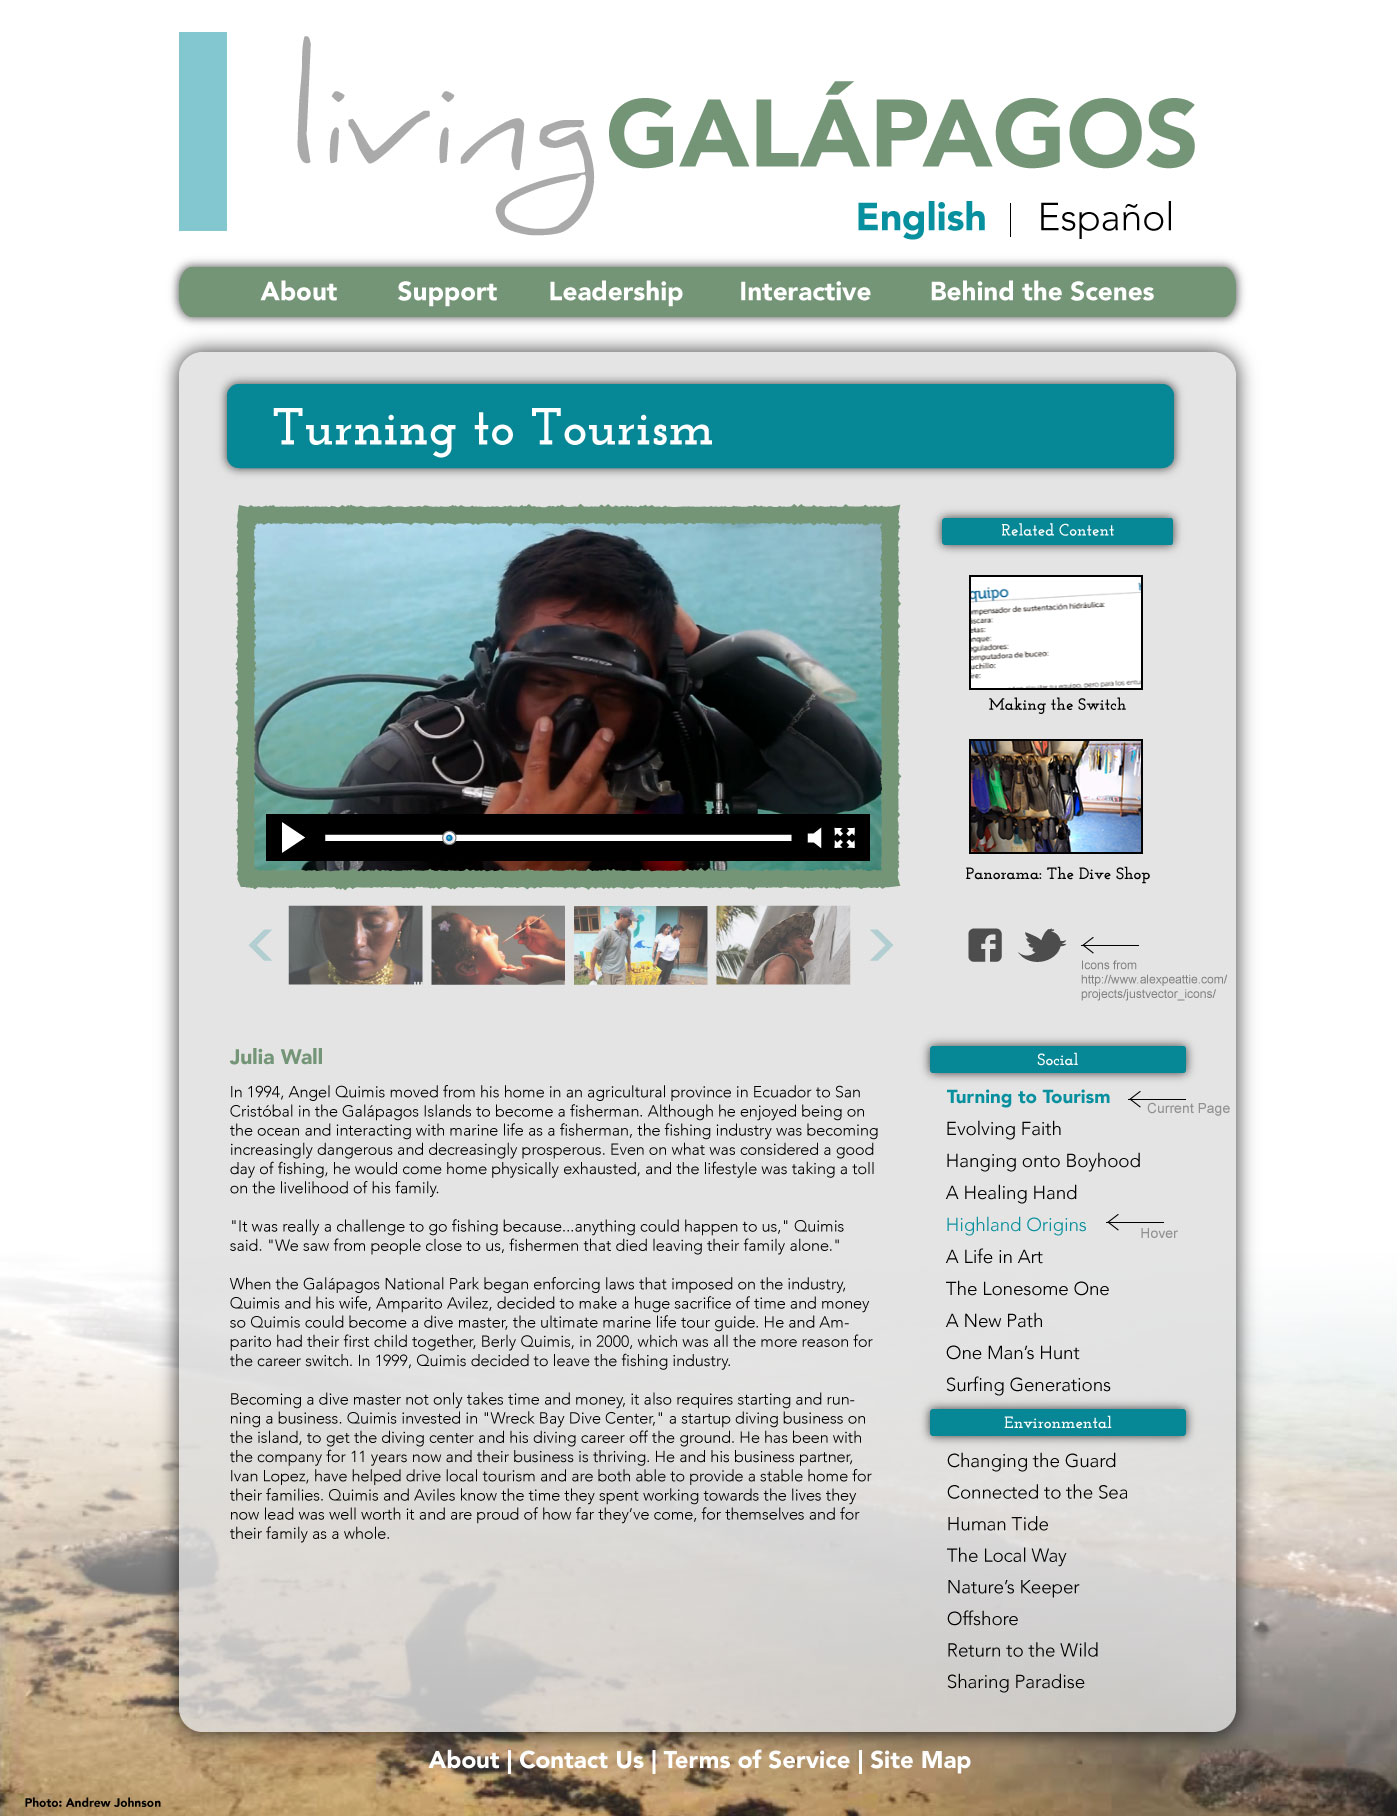 living GALÁPAGOS
English | Español
About Support Leadership Interactive Behind the Scenes
Turning to Tourism
Related Content
quipo
mpensador de sustentación hidráulica:
scara:
etas:
nque:
guladores:
omputadora de buceo:
uchillo:
re:
Making the Switch
Panorama: The Dive Shop
Icons from
http://www.alexpeattie.com/
projects/justvector_icons/
Julia Wall
In 1994, Angel Quimis moved from his home in an agricultural province in Ecuador to San
Cristóbal in the Galápagos Islands to become a fisherman. Although he enjoyed being on
the ocean and interacting with marine life as a fisherman, the fishing industry was becoming
increasingly dangerous and decreasingly prosperous. Even on what was considered a good
day of fishing, he would come home physically exhausted, and the lifestyle was taking a toll
on the livelihood of his family.
"It was really a challenge to go fishing because...anything could happen to us," Quimis
said. "We saw from people close to us, fishermen that died leaving their family alone."
When the Galápagos National Park began enforcing laws that imposed on the industry,
Quimis and his wife, Amparito Avilez, decided to make a huge sacrifice of time and money
so Quimis could become a dive master, the ultimate marine life tour guide. He and Am-
parito had their first child together, Berly Quimis, in 2000, which was all the more reason for
the career switch. In 1999, Quimis decided to leave the fishing industry.
Becoming a dive master not only takes time and money, it also requires starting and run-
ning a business. Quimis invested in "Wreck Bay Dive Center," a startup diving business on
the island, to get the diving center and his diving career off the ground. He has been with
the company for 11 years now and their business is thriving. He and his business partner,
Ivan Lopez, have helped drive local tourism and are both able to provide a stable home for
their families. Quimis and Aviles know the time they spent working towards the lives they
now lead was well worth it and are proud of how far they've come, for themselves and for
their family as a whole.
Social
Turning to Tourism
Current Page
Evolving Faith
Hanging onto Boyhood
A Healing Hand
Highland Origins
Hover
A Life in Art
The Lonesome One
A New Path
One Man's Hunt
Surfing Generations
Environmental
Changing the Guard
Connected to the Sea
Human Tide
The Local Way
Nature's Keeper
Offshore
Return to the Wild
Sharing Paradise
About | Contact Us | Terms of Service | Site Map
Photo: Andrew Johnson